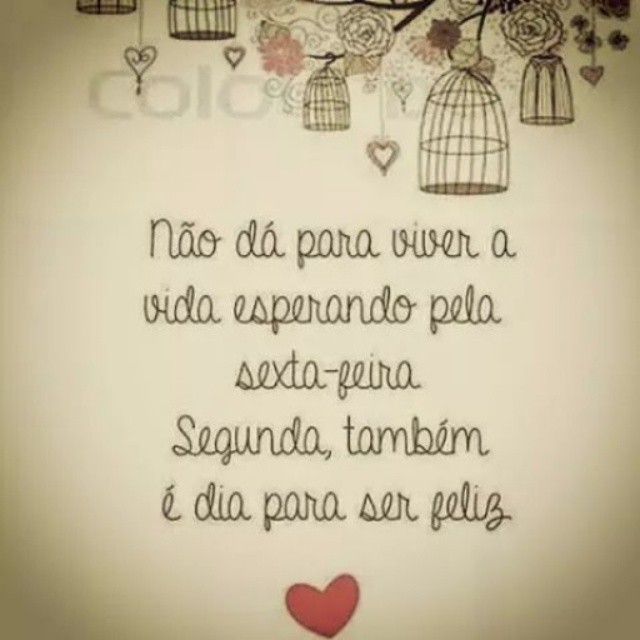 Não dá para viver a
vida esperando pela
sexta-feira
Segunda, também
é dia para ser feliz